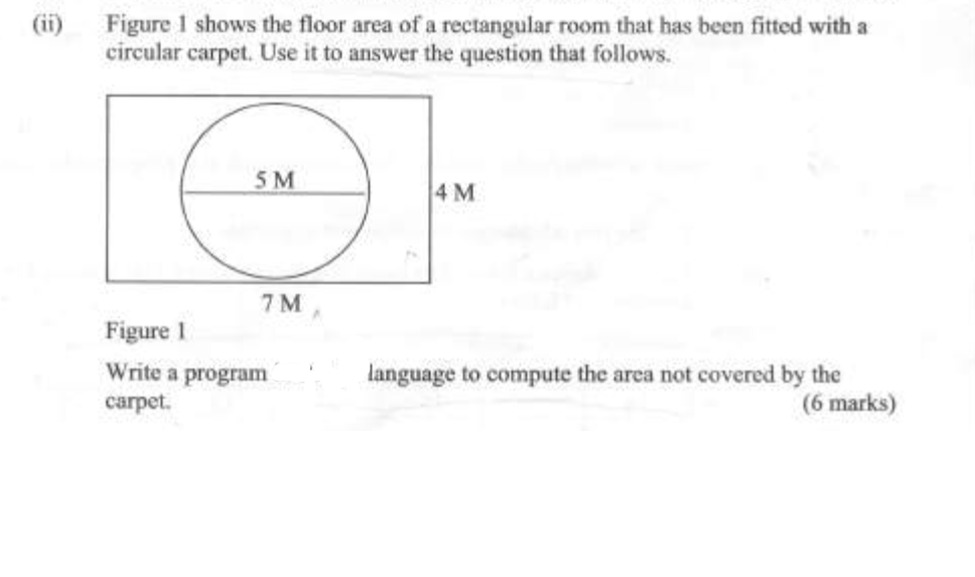 (ii) Figure 1 shows the floor area of a rectangular room that has been fitted with a
circular carpet. Use it to answer the question that follows.
5 M
4 M
7 M
Figure 1
Write a program language to compute the area not covered by the
carpet. (6 marks)